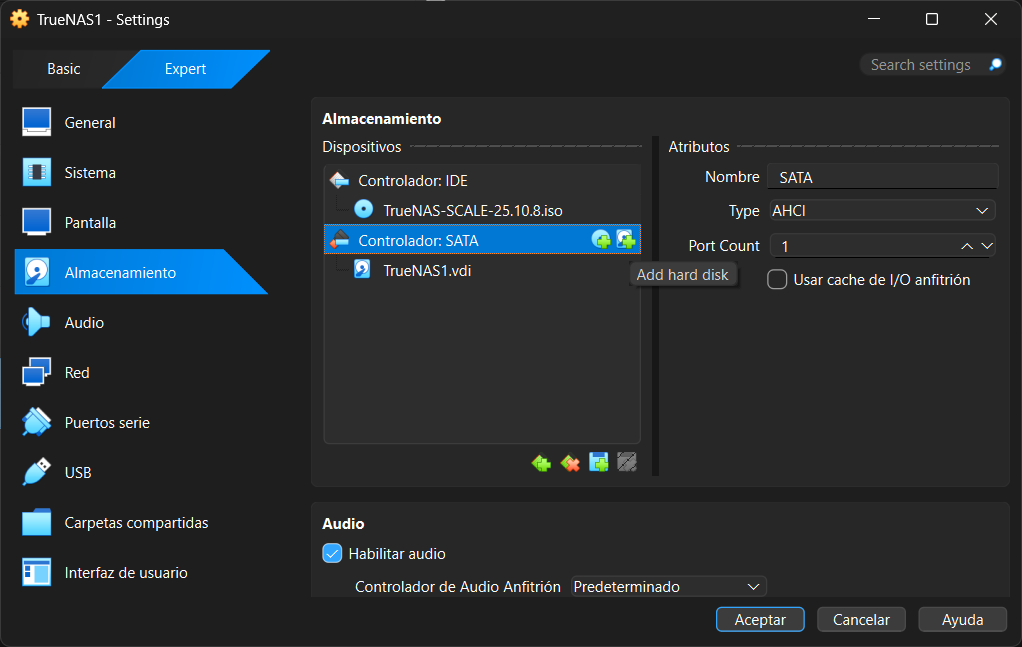 TrueNAS1 - Settings
Basic
Expert
Search settings
General
Sistema
Pantalla
Almacenamiento
Audio
Red
Puertos serie
USB
Carpetas compartidas
Interfaz de usuario
Almacenamiento
Dispositivos
Controlador: IDE
TrueNAS-SCALE-25.10.8.iso
Controlador: SATA
TrueNAS1.vdi
Add hard disk
Atributos
Nombre SATA
Type AHCI
Port Count 1
Usar cache de I/O anfitrión
Audio
Habilitar audio
Controlador de Audio Anfitrión Predeterminado
Aceptar
Cancelar
Ayuda